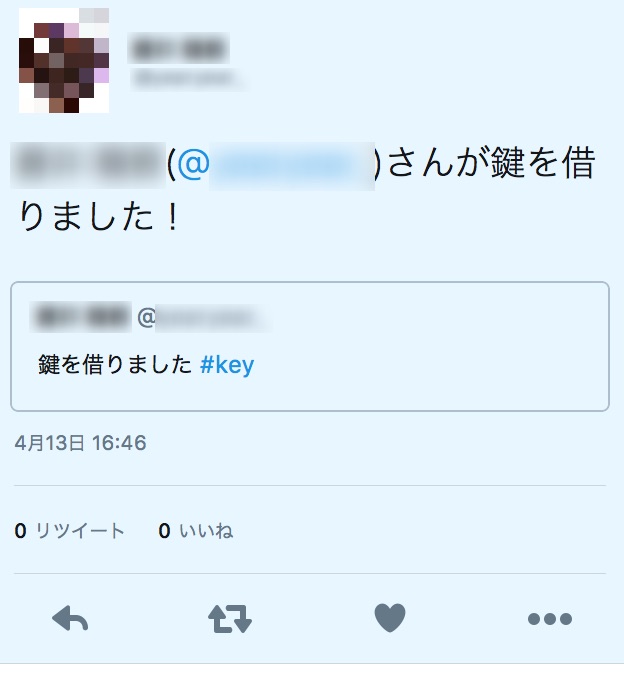 (@ )さんが鍵を借
りました！
@
鍵を借りました #key
4月13日 16:46
0 リツイート 0 いいね